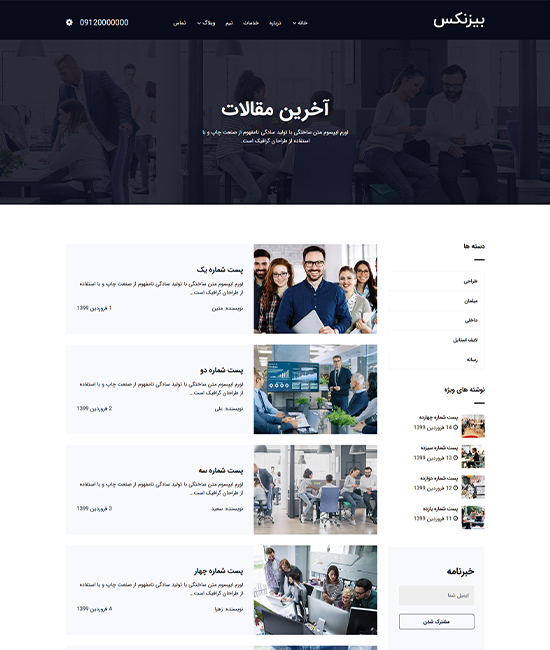 بیزنکس
خانه
درباره
خدمات
تیم
وبلاگ
تماس
09120000000
آخرین مقالات
لورم ایپسوم متن ساختگی با تولید سادگی نامفهوم از صنعت چاپ و با
استفاده از طراحان گرافیک است..
دسته ها
طراحی
مبلمان
داخلی
لایف استایل
رسانه
نوشته های ویژه
پست شماره چهارده
14 فروردین 1399
پست شماره سیزده
13 فروردین 1399
پست شماره دوازده
12 فروردین 1399
پست شماره یازده
11 فروردین 1399
خبرنامه
ایمیل شما
مشترک شدن
پست شماره یک
لورم ایپسوم متن ساختگی با تولید سادگی نامفهوم از صنعت چاپ و با استفاده
از طراحان گرافیک است ..
نویسنده: متین
1 فروردین 1399
پست شماره دو
لورم ایپسوم متن ساختگی با تولید سادگی نامفهوم از صنعت چاپ و با استفاده
از طراحان گرافیک است ..
نویسنده: علی
2 فروردین 1399
پست شماره سه
لورم ایپسوم متن ساختگی با تولید سادگی نامفهوم از صنعت چاپ و با استفاده
از طراحان گرافیک است ..
نویسنده: سعید
3 فروردین 1399
پست شماره چهار
لورم ایپسوم متن ساختگی با تولید سادگی نامفهوم از صنعت چاپ و با استفاده
از طراحان گرافیک است ..
نویسنده: زهرا
4 فروردین 1399